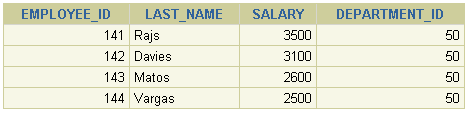 EMPLOYEE_ID LAST_NAME SALARY DEPARTMENT_ID
141 Rajs 3500 50
142 Davies 3100 50
143 Matos 2600 50
144 Vargas 2500 50